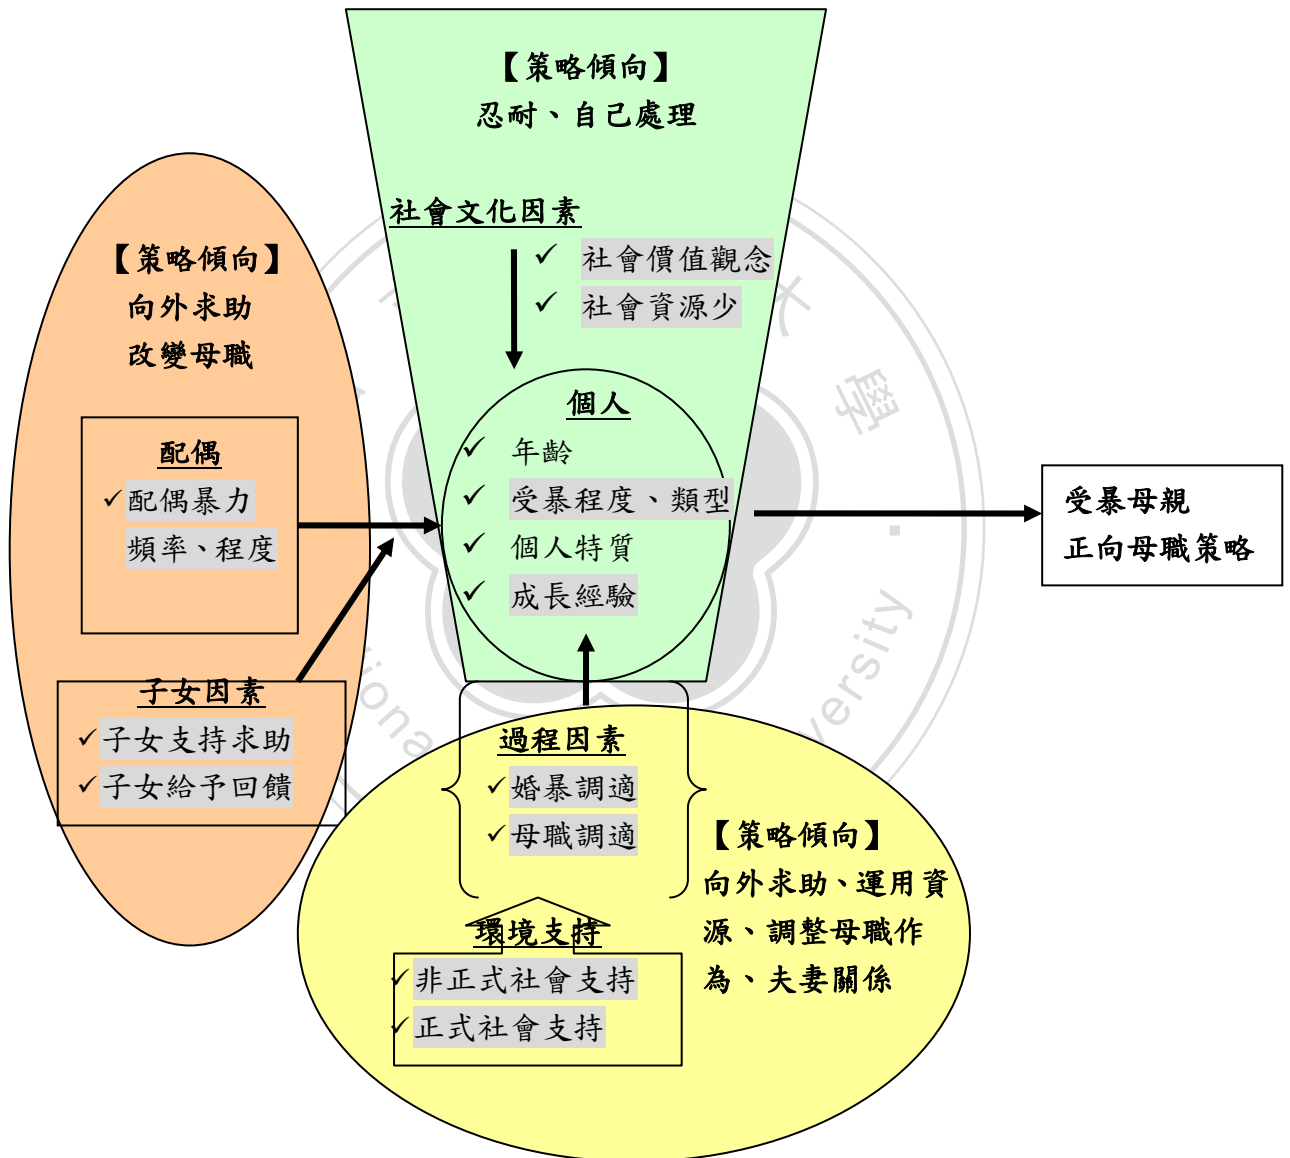 【策略傾向】
忍耐、自己處理
社會文化因素
✓ 社會價值觀念
✓ 社會資源少
【策略傾向】
向外求助
改變母職
配偶
✓配偶暴力
頻率、程度
子女因素
✓子女支持求助
✓子女給予回饋
個人
✓ 年齡
✓ 受暴程度、類型
✓ 個人特質
✓ 成長經驗
受暴母親
正向母職策略
過程因素
✓婚暴調適
✓母職調適
【策略傾向】
向外求助、運用資
源、調整母職作
為、夫妻關係
環境支持
✓非正式社會支持
✓正式社會支持
大
學